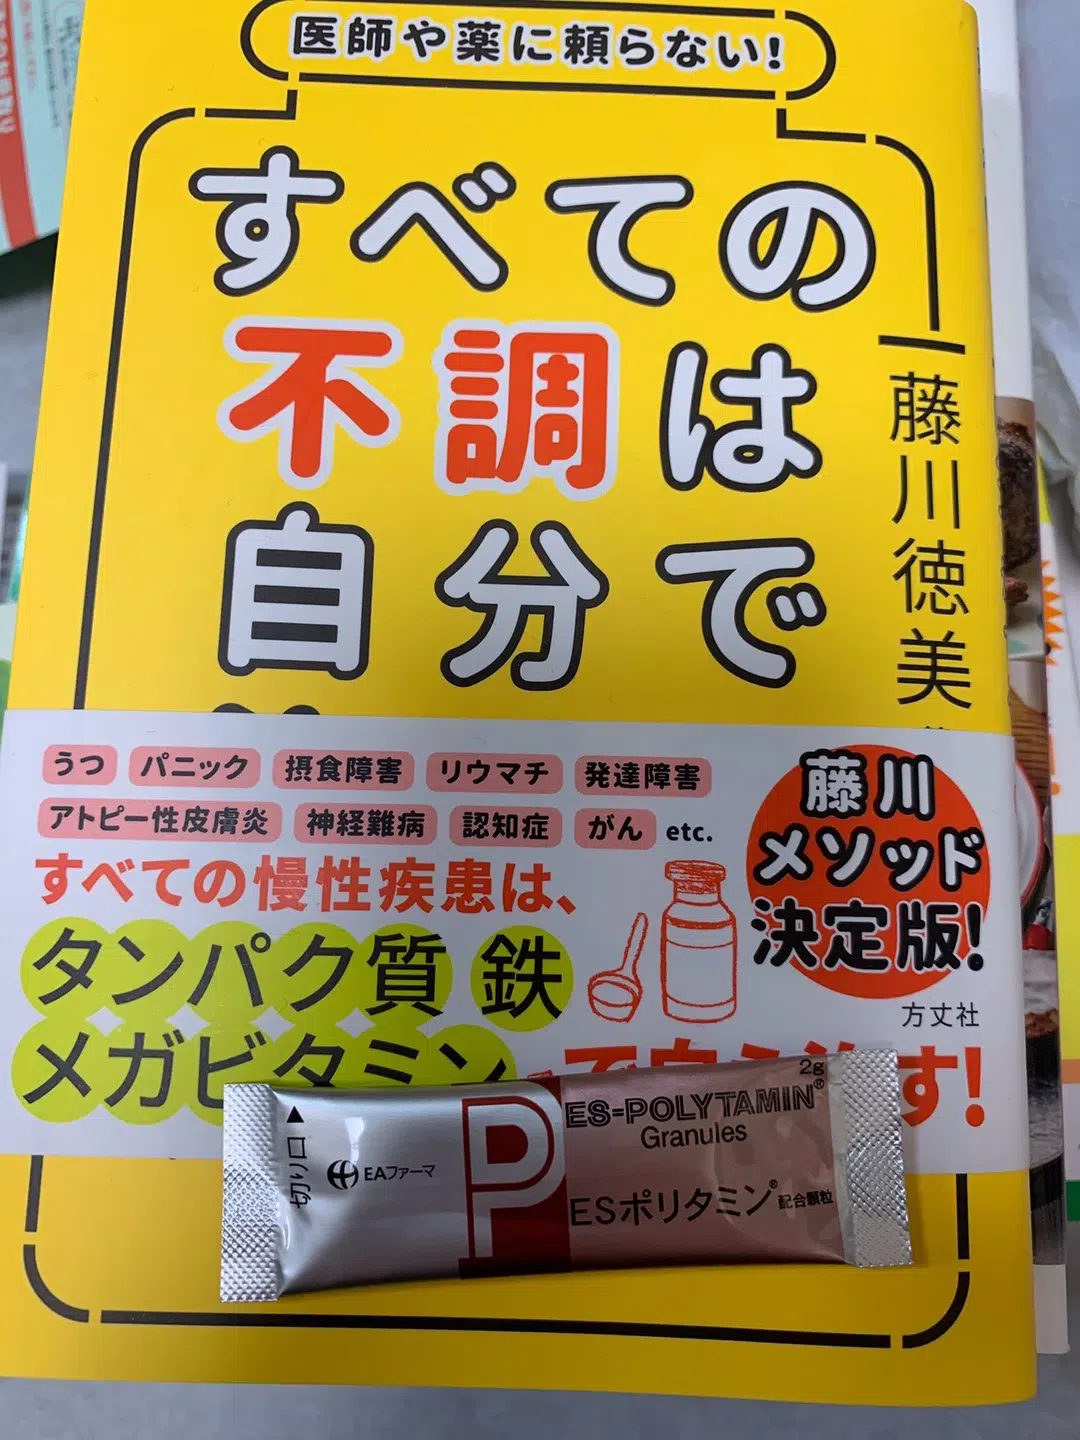 医師や薬に頼らない!
すべての
不調は
自分で
藤川徳美
うつ パニック 摂食障害 リウマチ 発達障害
アトピー性皮膚炎 神経難病 認知症 がん etc.
すべての慢性疾患は、
タンパク質 鉄
メガビタミン
す!
藤川
メソッド
決定版!
方丈社
切り口
EAファーマ
P
2g
ES-POLYTAMIN®
Granules
ESポリタミン®配合顆粒